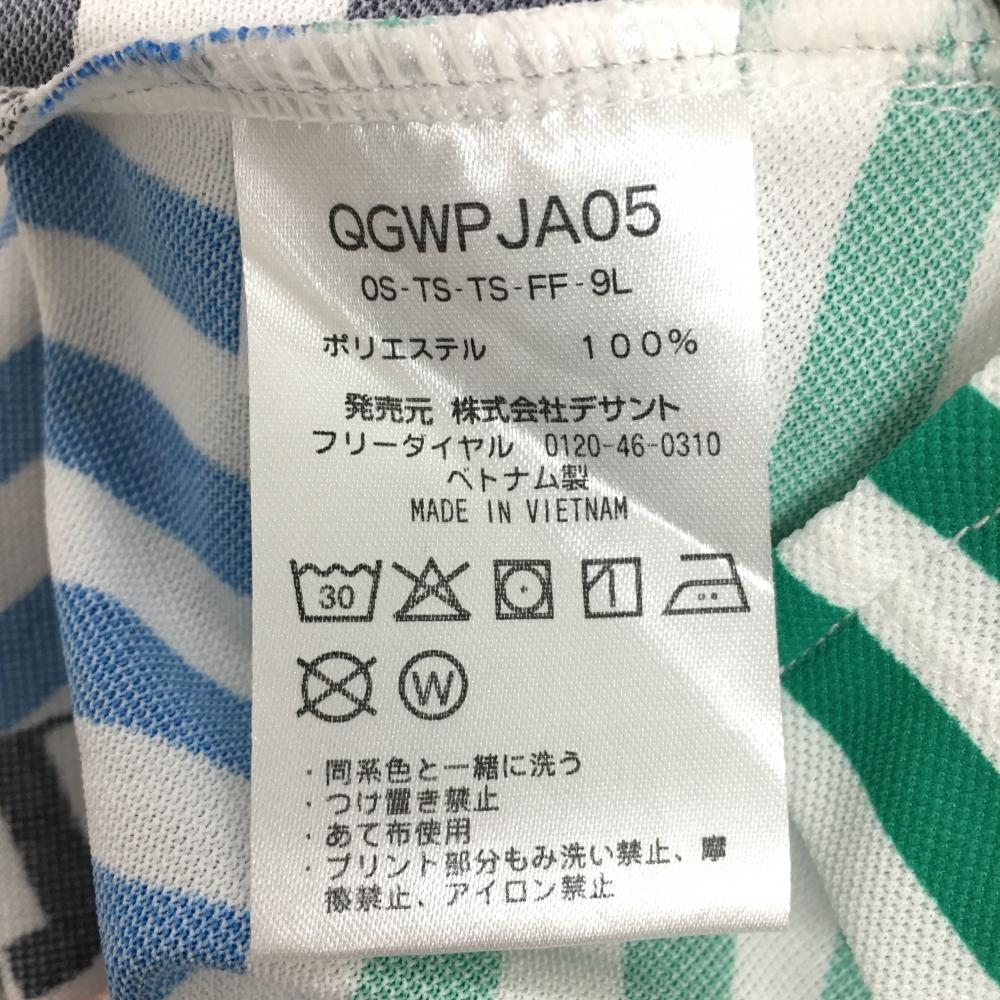 QGWPJA05
0S-TS-TS-FF-9L
ポリエステル 100%
発売元 株式会社デサント
フリーダイヤル 0120-46-0310
ベトナム製
MADE IN VIETNAM
30
W
・同系色と一緒に洗う
・つけ置き禁止
・あて布使用
・プリント部分もみ洗い禁止、摩
擦禁止、アイロン禁止